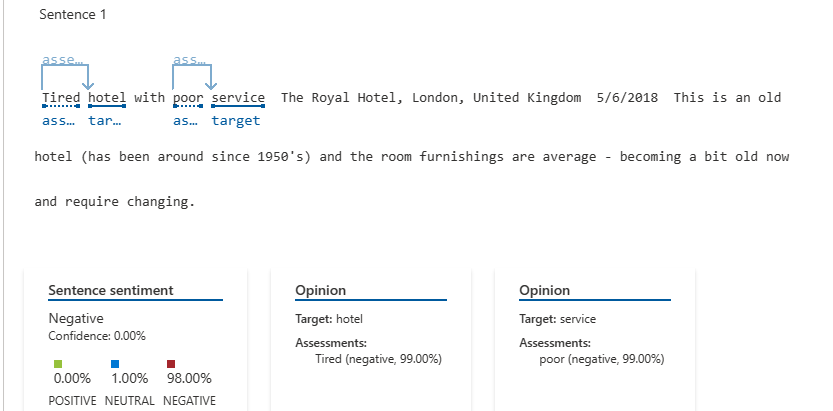 Sentence 1
asse… ass…
Tired hotel with poor service The Royal Hotel, London, United Kingdom 5/6/2018 This is an old
ass… tar… as… target
hotel (has been around since 1950's) and the room furnishings are average - becoming a bit old now
and require changing.
Sentence sentiment
Negative
Confidence: 0.00%
0.00% 1.00% 98.00%
POSITIVE NEUTRAL NEGATIVE
Opinion
Target: hotel
Assessments:
Tired (negative, 99.00%)
Opinion
Target: service
Assessments:
poor (negative, 99.00%)